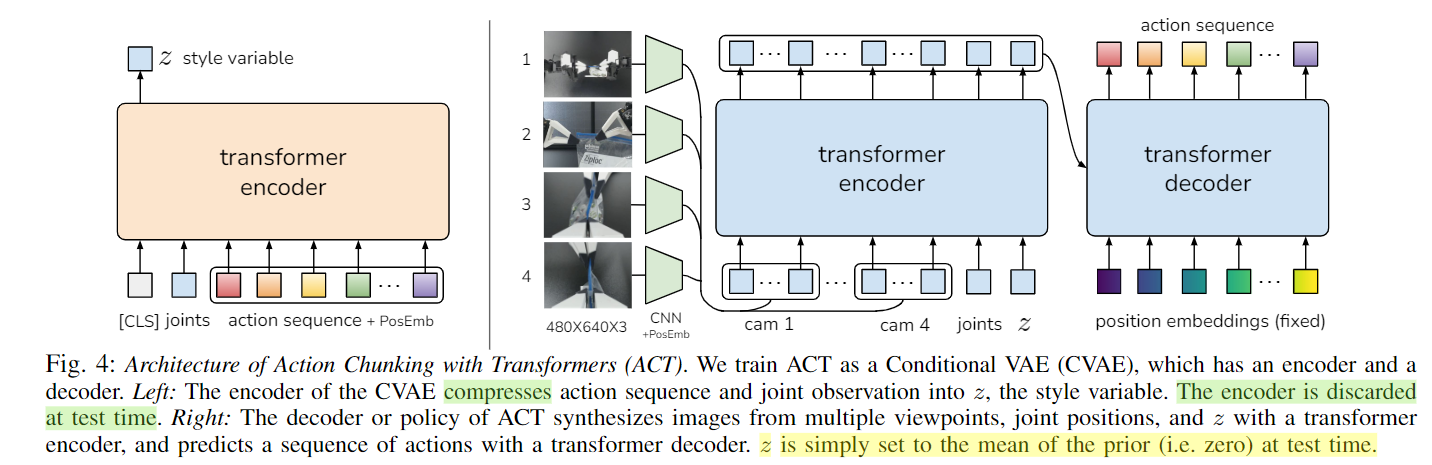 z style variable
transformer
encoder
[CLS] joints action sequence + PosEmb
1
2
3
4
Ziploc
480X640X3
CNN
+PosEmb
transformer
encoder
cam 1
cam 4
joints
z
action sequence
transformer
decoder
position embeddings (fixed)
Fig. 4: Architecture of Action Chunking with Transformers (ACT). We train ACT as a Conditional VAE (CVAE), which has an encoder and a
decoder. Left: The encoder of the CVAE compresses action sequence and joint observation into z, the style variable. The encoder is discarded
at test time. Right: The decoder or policy of ACT synthesizes images from multiple viewpoints, joint positions, and z with a transformer
encoder, and predicts a sequence of actions with a transformer decoder. z is simply set to the mean of the prior (i.e. zero) at test time.